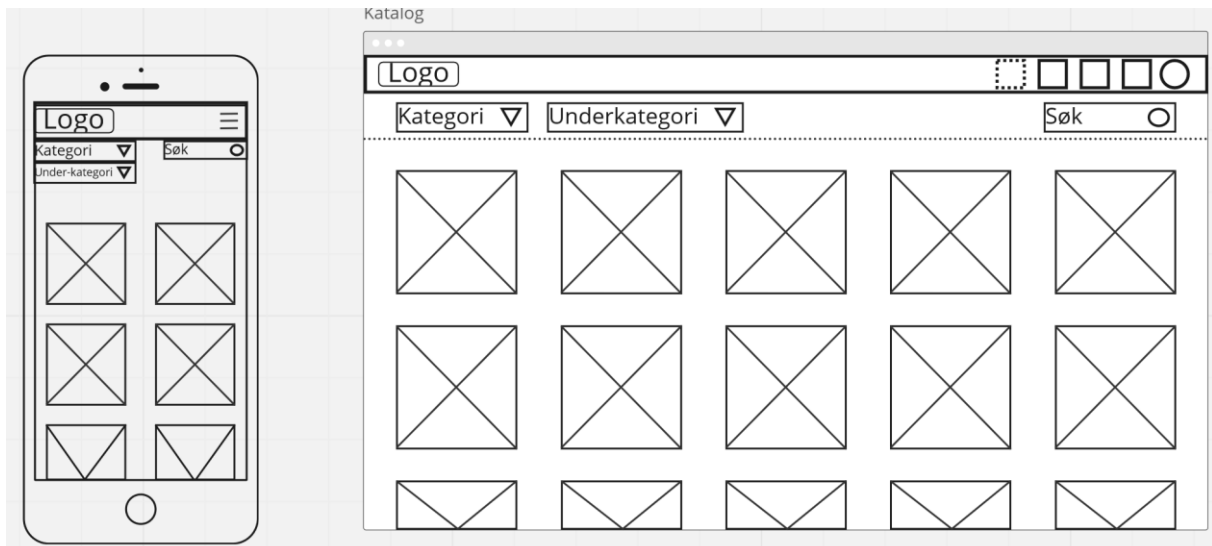 Katalog
Logo
Kategori
Søk
Under-kategori
Logo
Kategori
Underkategori
Søk